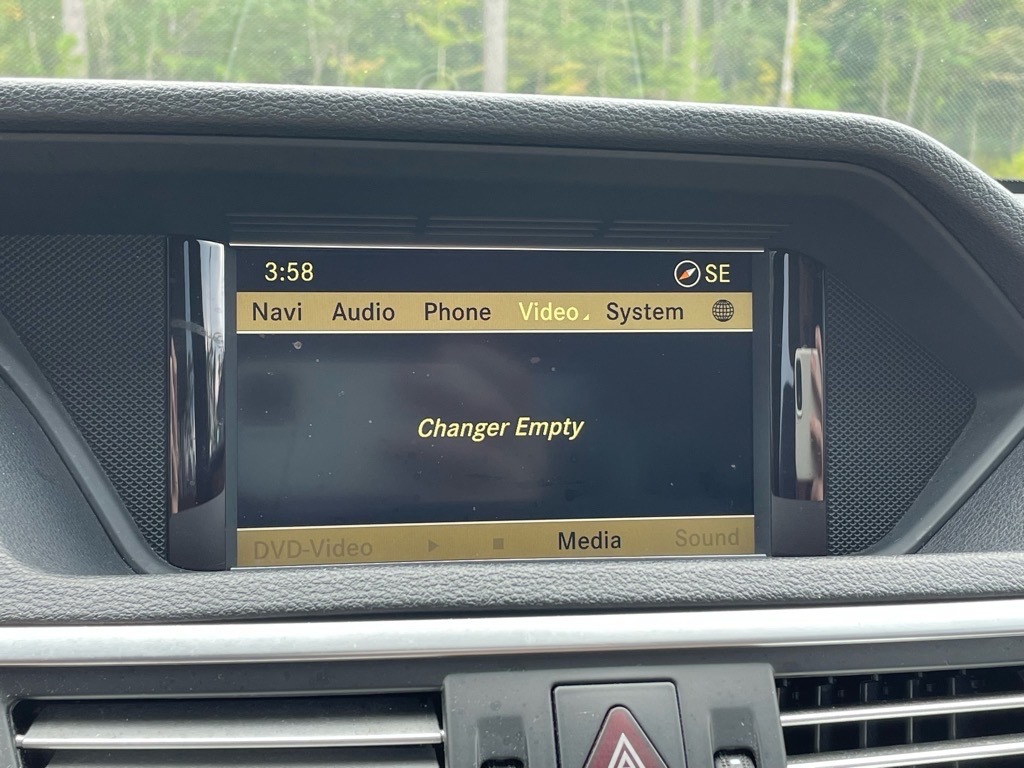 3:58 SE
Navi Audio Phone Video System
Changer Empty
DVD-Video Media Sound